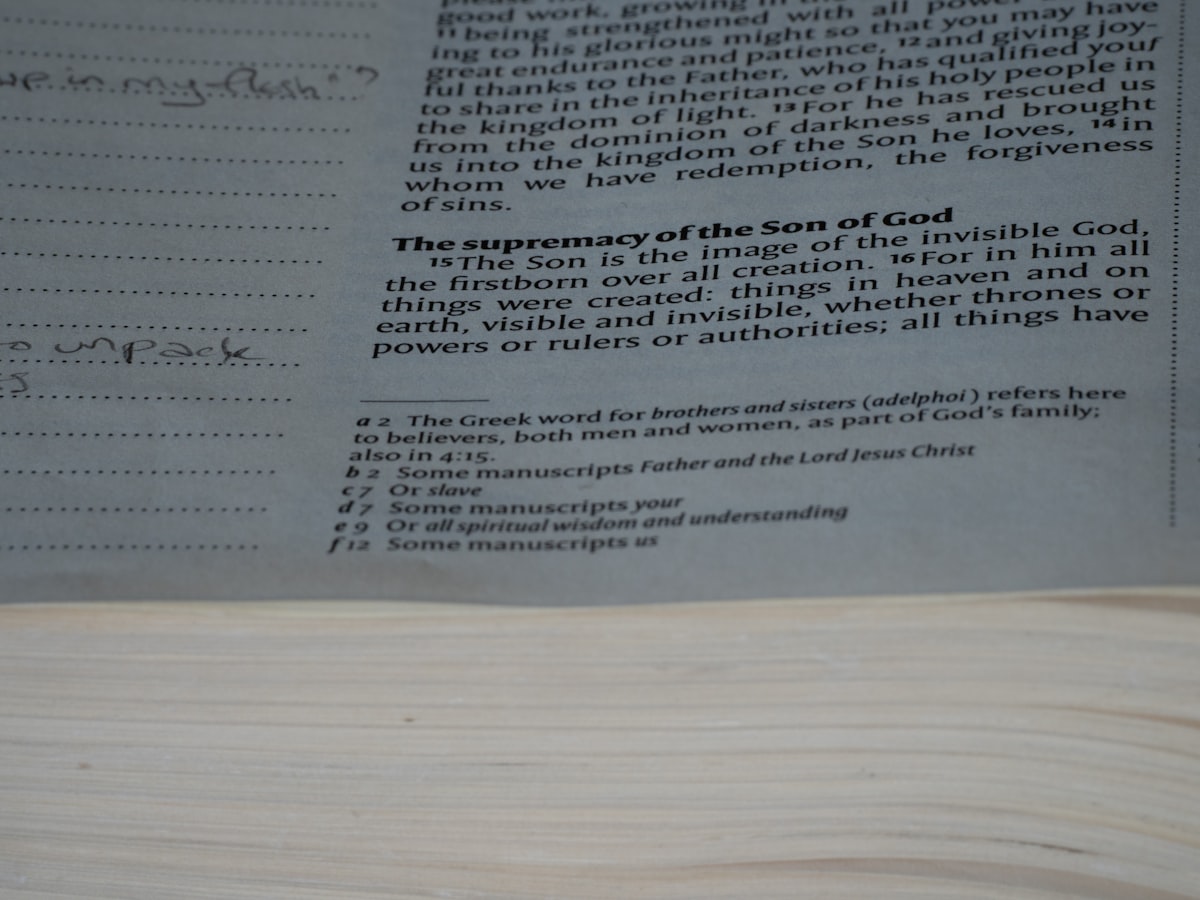 up in my flesh"?
to unpack
good work, growing in the
¹¹being strengthened with all power
ing to his glorious might so that you may have
great endurance and patience, ¹²and giving joy-
ful thanks to the Father, who has qualified youf
to share in the inheritance of his holy people in
the kingdom of light. ¹³For he has rescued us
from the dominion of darkness and brought
us into the kingdom of the Son he loves, ¹⁴in
whom we have redemption, the forgiveness
of sins.
The supremacy of the Son of God
¹⁵The Son is the image of the invisible God,
the firstborn over all creation. ¹⁶For in him all
things were created: things in heaven and on
earth, visible and invisible, whether thrones or
powers or rulers or authorities; all things have
a 2 The Greek word for brothers and sisters (adelphoi) refers here
to believers, both men and women, as part of God's family;
also in 4:15.
b 2 Some manuscripts Father and the Lord Jesus Christ
c 7 Or slave
d 7 Some manuscripts your
e 9 Or all spiritual wisdom and understanding
f 12 Some manuscripts us